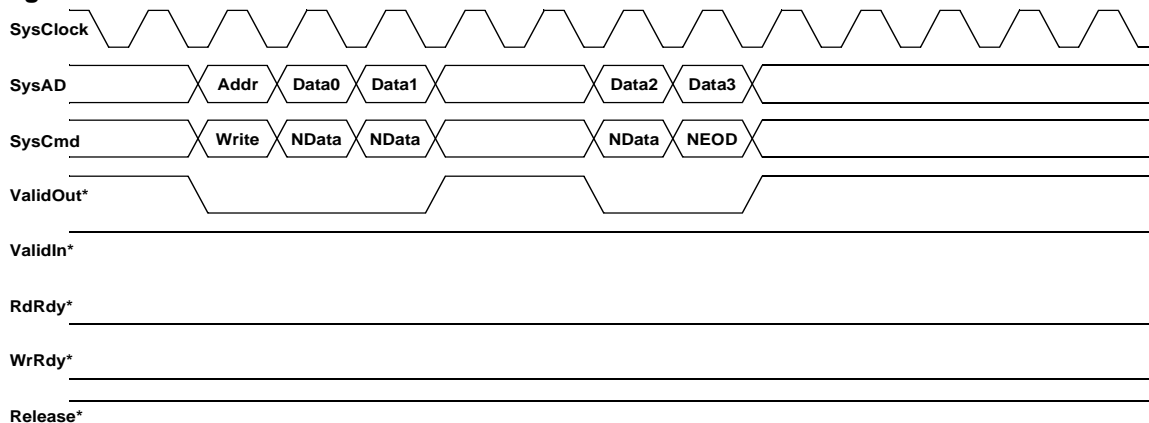 SysClock
SysAD Addr Data0 Data1 Data2 Data3
SysCmd Write NData NData NData NEOD
ValidOut*
ValidIn*
RdRdy*
WrRdy*
Release*